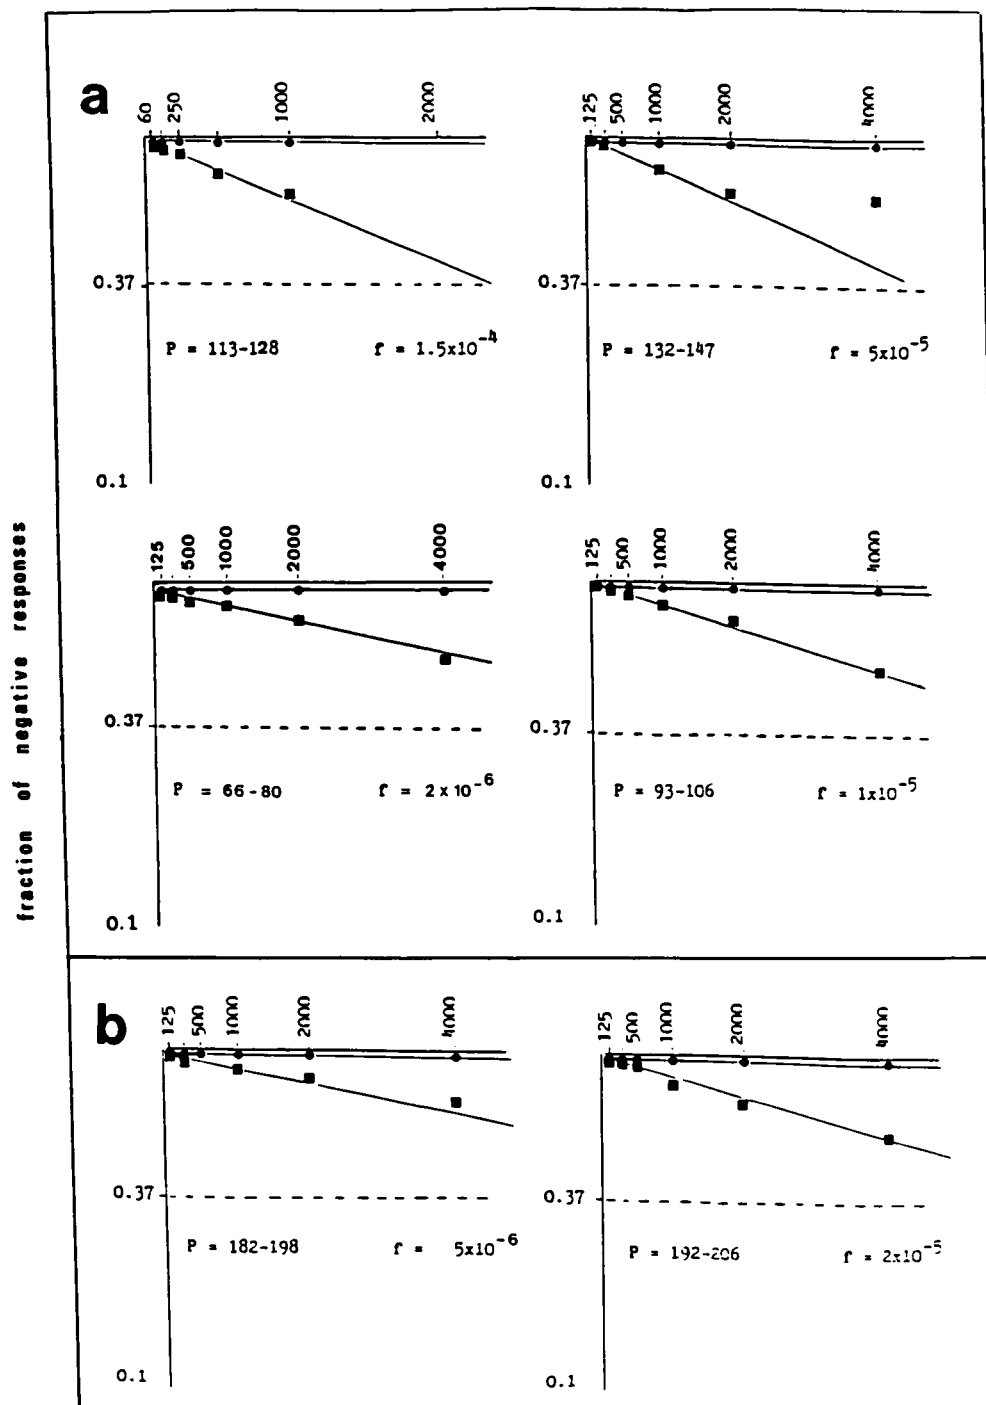 a
60 250 1000 2000
0.37
P = 113-128 f = 1.5x10-4
0.1
125 500 1000 2000 4000
0.37
P = 132-147 f = 5x10-5
0.1
125 500 1000 2000 4000
0.37
P = 66-80 f = 2x10-6
0.1
125 500 1000 2000 4000
0.37
P = 93-106 f = 1x10-5
0.1
fraction of negative responses
b
125 500 1000 2000 4000
0.37
P = 182-198 f = 5x10-6
0.1
125 500 1000 2000 4000
0.37
P = 192-206 f = 2x10-5
0.1